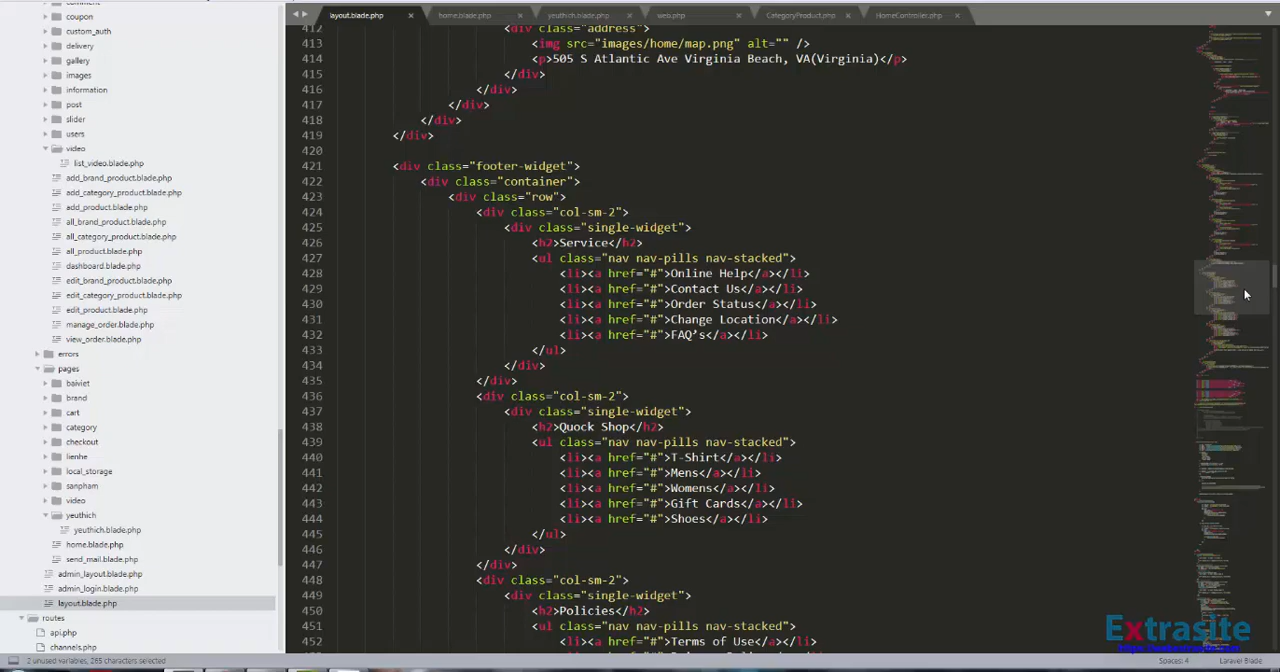 coupon
custom_auth
delivery
gallery
images
information
post
slider
users
video
list_video.blade.php
add_brand_product.blade.php
add_category_product.blade.php
add_product.blade.php
all_brand_product.blade.php
all_category_product.blade.php
all_product.blade.php
dashboard.blade.php
edit_brand_product.blade.php
edit_category_product.blade.php
edit_product.blade.php
manage_order.blade.php
view_order.blade.php
errors
pages
baiviet
brand
cart
category
checkout
lienhe
local_storage
sanpham
video
yeuthich
yeuthich.blade.php
home.blade.php
send_mail.blade.php
admin_layout.blade.php
admin_login.blade.php
layout.blade.php
routes
api.php
channels.php
layout.blade.php × home.blade.php × yeuthich.blade.php × web.php × CategoryProduct.php × HomeController.php ×
412 <div class="address">
413 <img src="images/home/map.png" alt="" />
414 <p>505 S Atlantic Ave Virginia Beach, VA(Virginia)</p>
415 </div>
416 </div>
417 </div>
418 </div>
419 </div>
420
421 <div class="footer-widget">
422 <div class="container">
423 <div class="row">
424 <div class="col-sm-2">
425 <div class="single-widget">
426 <h2>Service</h2>
427 <ul class="nav nav-pills nav-stacked">
428 <li><a href="#">Online Help</a></li>
429 <li><a href="#">Contact Us</a></li>
430 <li><a href="#">Order Status</a></li>
431 <li><a href="#">Change Location</a></li>
432 <li><a href="#">FAQ’s</a></li>
433 </ul>
434 </div>
435 </div>
436 <div class="col-sm-2">
437 <div class="single-widget">
438 <h2>Quock Shop</h2>
439 <ul class="nav nav-pills nav-stacked">
440 <li><a href="#">T-Shirt</a></li>
441 <li><a href="#">Mens</a></li>
442 <li><a href="#">Womens</a></li>
443 <li><a href="#">Gift Cards</a></li>
444 <li><a href="#">Shoes</a></li>
445 </ul>
446 </div>
447 </div>
448 <div class="col-sm-2">
449 <div class="single-widget">
450 <h2>Policies</h2>
451 <ul class="nav nav-pills nav-stacked">
452 <li><a href="#">Terms of Use</a></li>
Extrasite
2 unused variables, 265 characters selected
Spaces: 4
Laravel Blade